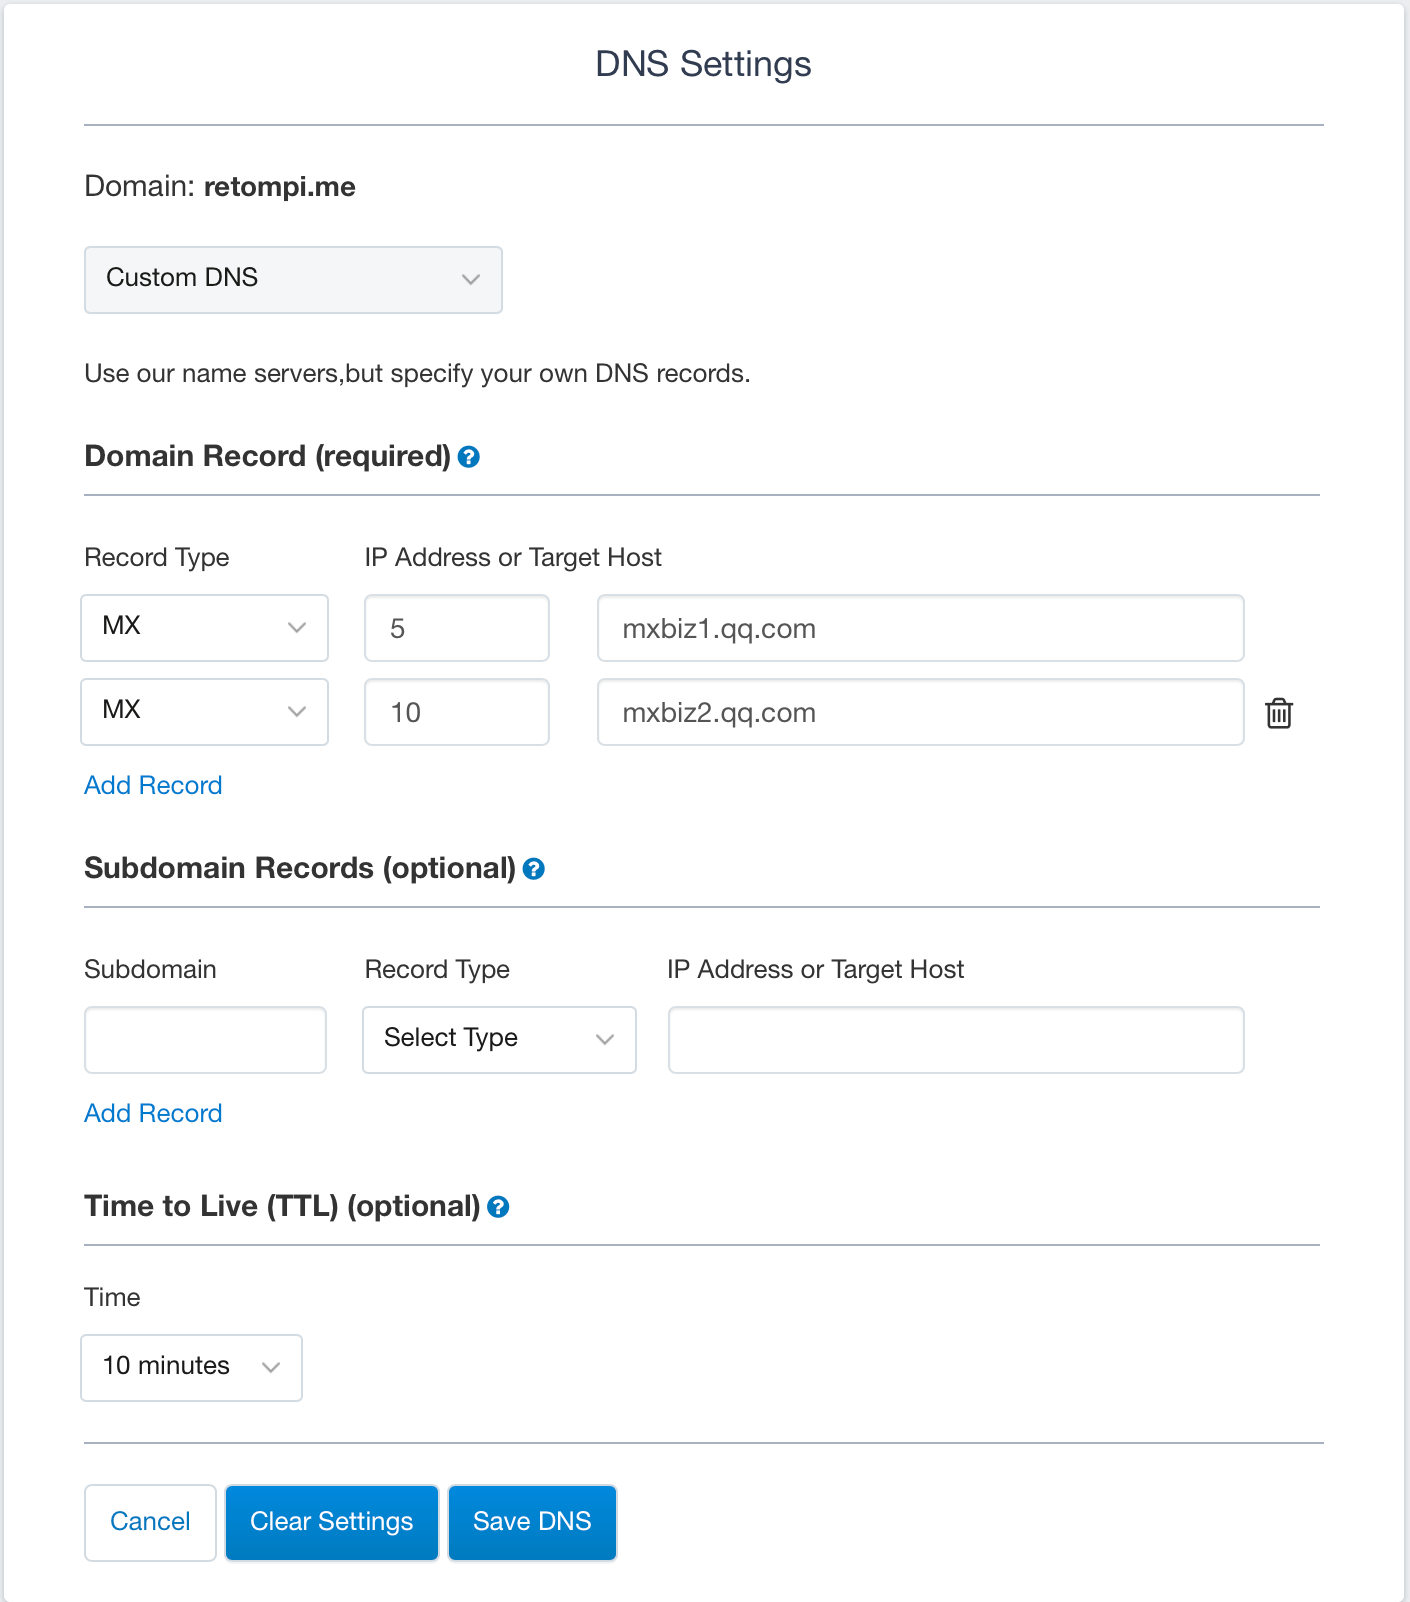 DNS Settings
Domain: retompi.me
Custom DNS
Use our name servers,but specify your own DNS records.
Domain Record (required) ?
Record Type IP Address or Target Host
MX 5 mxbiz1.qq.com
MX 10 mxbiz2.qq.com
Add Record
Subdomain Records (optional) ?
Subdomain Record Type IP Address or Target Host
Select Type
Add Record
Time to Live (TTL) (optional) ?
Time
10 minutes
Cancel Clear Settings Save DNS